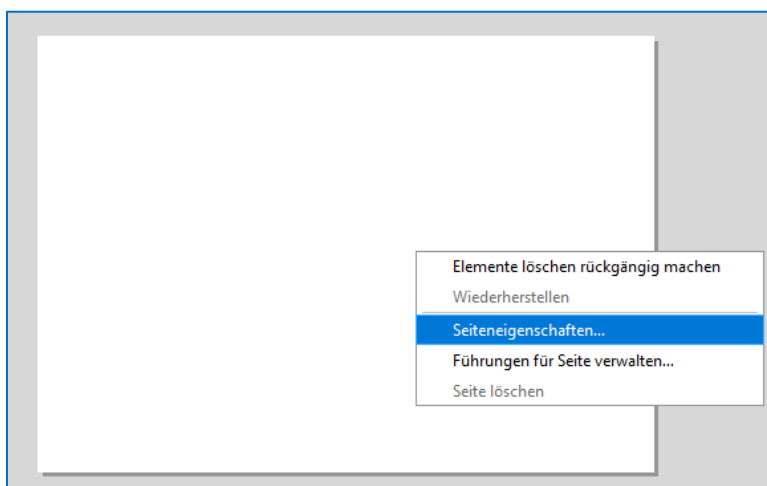 Elemente löschen rückgängig machen
Wiederherstellen
Seiteneigenschaften...
Führungen für Seite verwalten...
Seite löschen